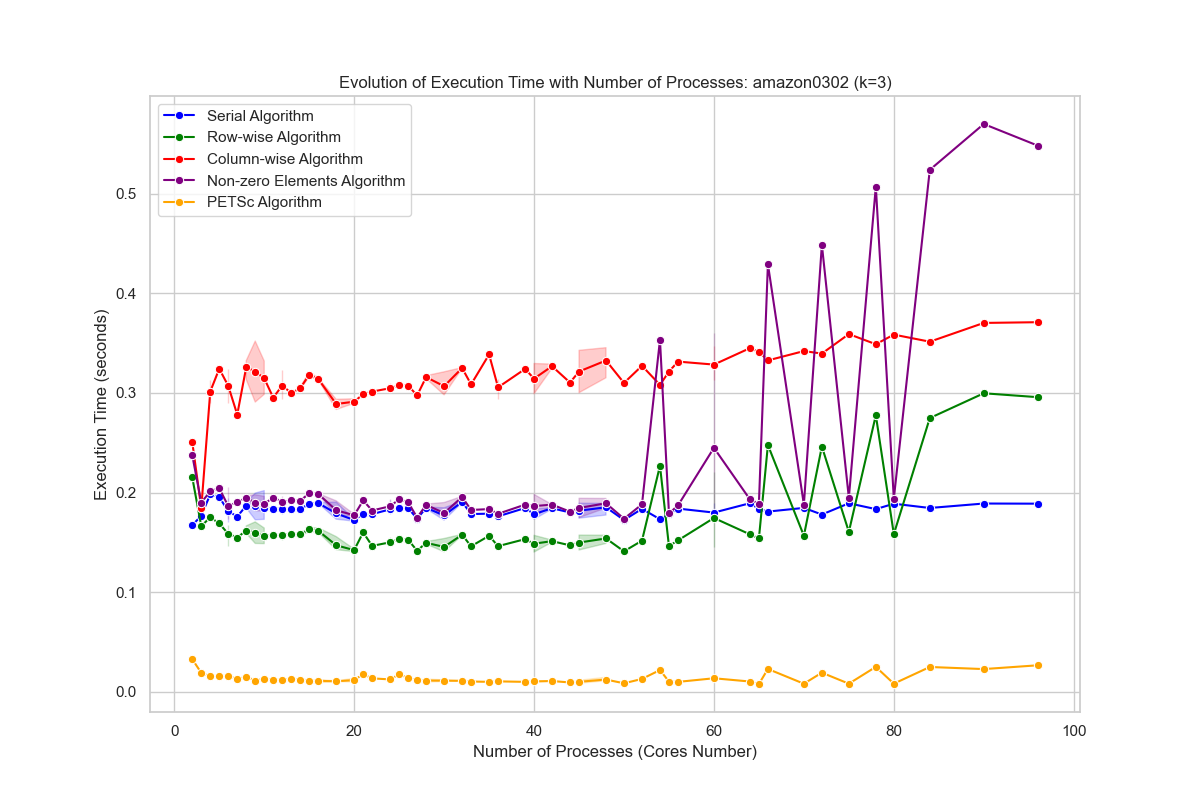 Evolution of Execution Time with Number of Processes: amazon0302 (k=3)
Serial Algorithm
Row-wise Algorithm
Column-wise Algorithm
Non-zero Elements Algorithm
PETSc Algorithm
Execution Time (seconds)
0.5
0.4
0.3
0.2
0.1
0.0
0 20 40 60 80 100
Number of Processes (Cores Number)